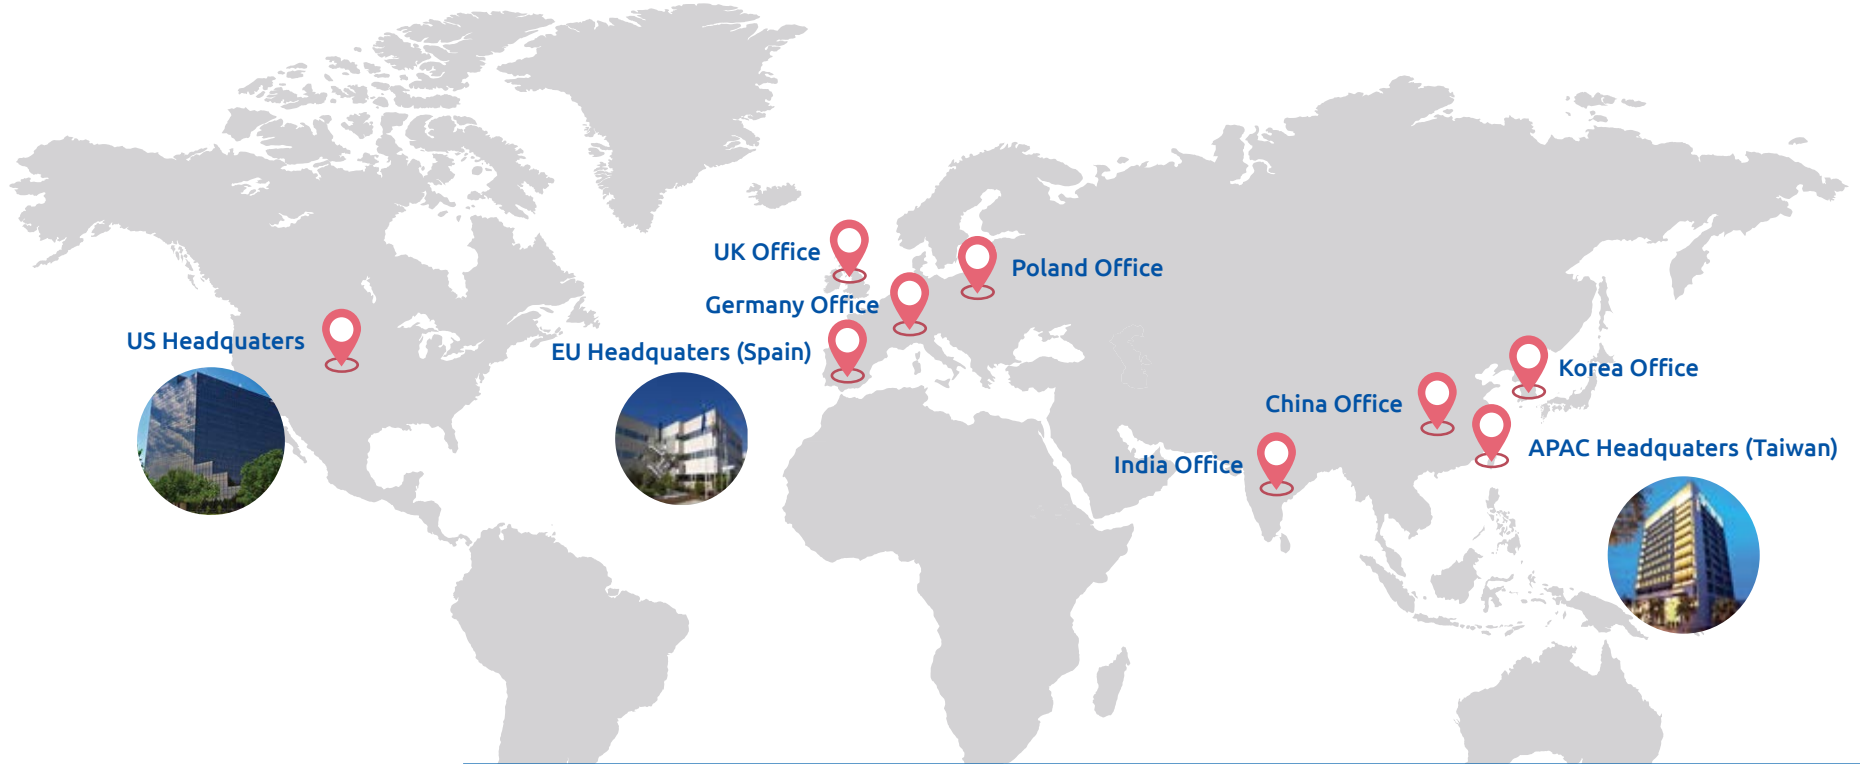 UK Office
Poland Office
Germany Office
US Headquaters
EU Headquaters (Spain)
Korea Office
China Office
APAC Headquaters (Taiwan)
India Office